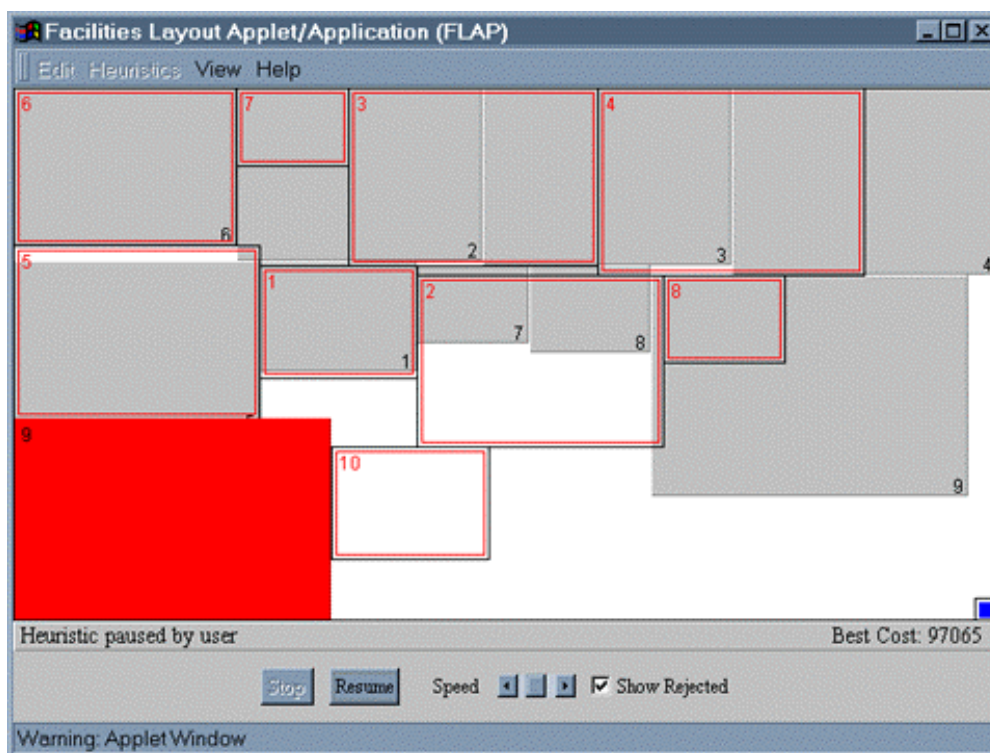 Facilities Layout Applet/Application (FLAP)
Edit Heuristics View Help
6 7 3 4
6 2 3 4
5 1 2 8
7 8
1
9
9
10
Heuristic paused by user Best Cost: 97065
Stop Resume Speed Show Rejected
Warning: Applet Window